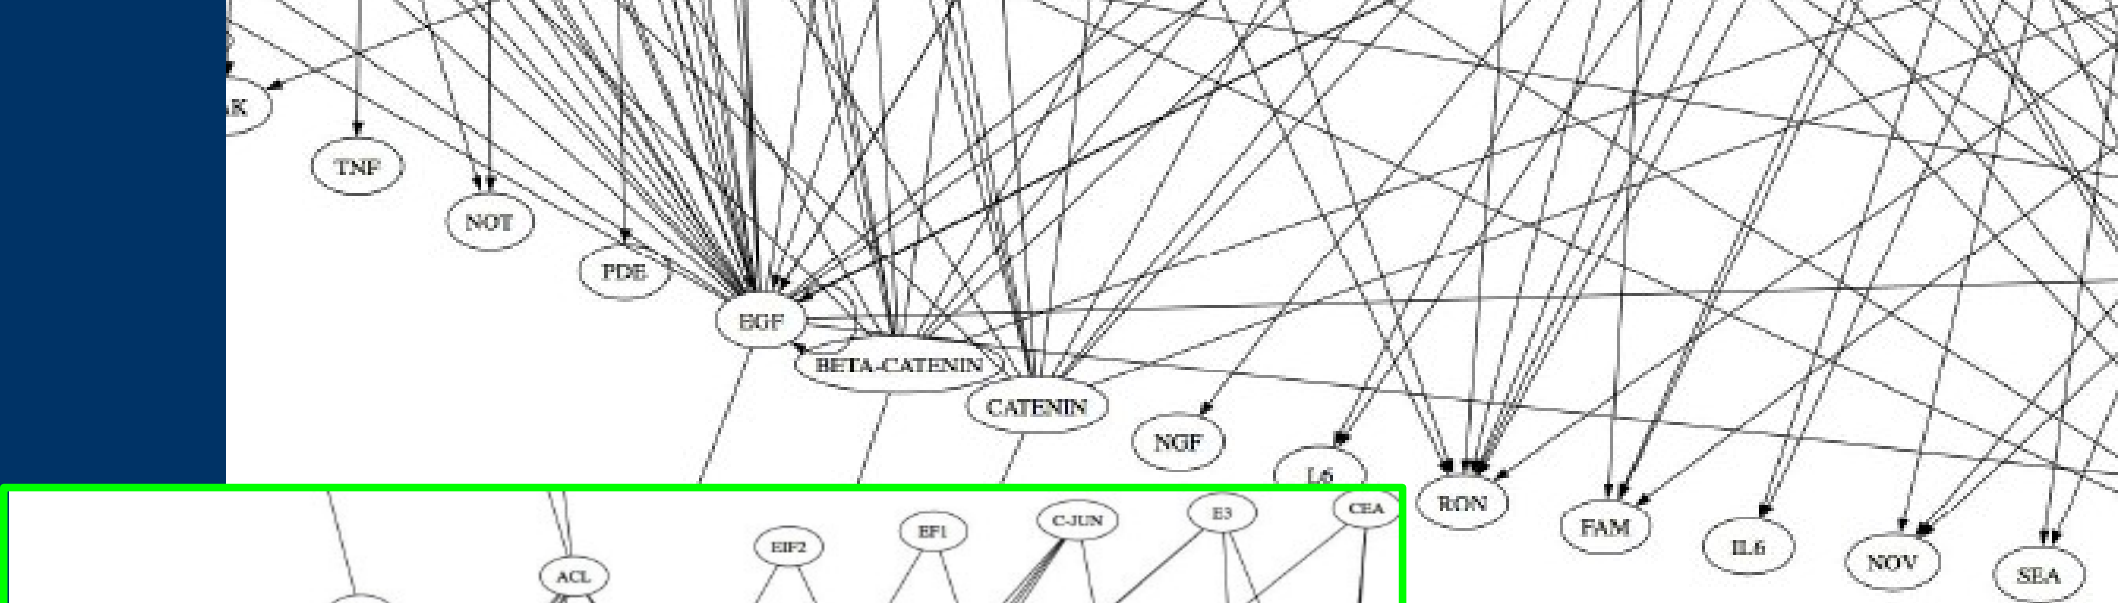 TNF
NOT
PDE
EGF
BETA-CATENIN
CATENIN
NGF
L6
RON
FAM
IL6
NOV
SEA
CEA
E3
C-JUN
EF1
EIF2
ACL